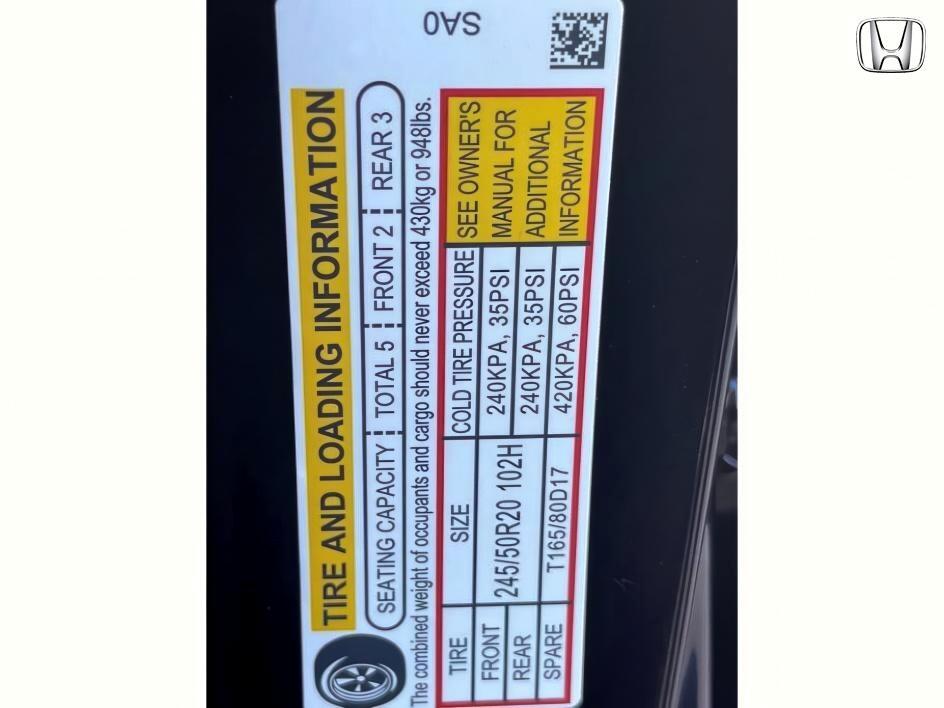 SA0
TIRE AND LOADING INFORMATION
SEATING CAPACITY TOTAL 5 FRONT 2 REAR 3
The combined weight of occupants and cargo should never exceed 430kg or 948lbs.
TIRE SIZE COLD TIRE PRESSURE SEE OWNER'S
FRONT 245/50R20 102H 240KPA, 35PSI MANUAL FOR
REAR 240KPA, 35PSI ADDITIONAL
SPARE T165/80D17 420KPA, 60PSI INFORMATION